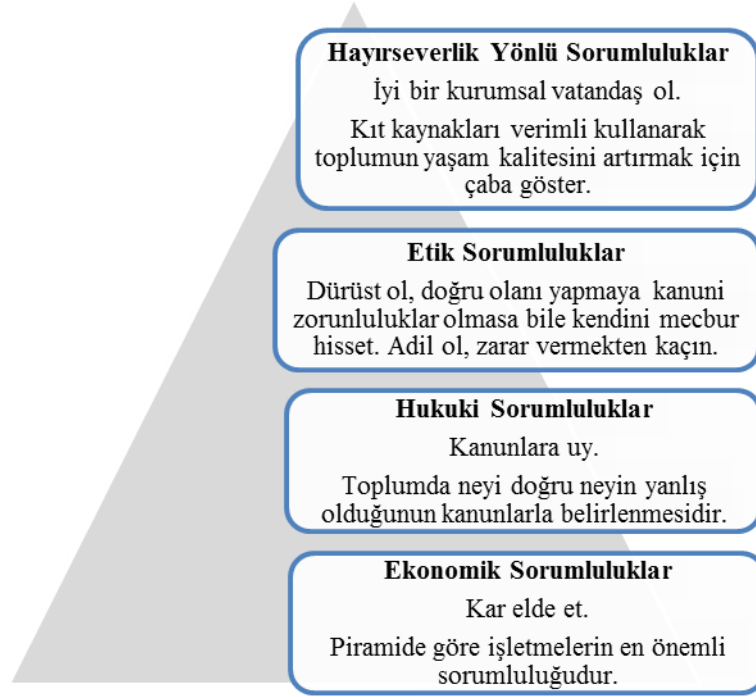 Hayırseverlik Yönlü Sorumluluklar
İyi bir kurumsal vatandaş ol.
Kıt kaynakları verimli kullanarak
toplumun yaşam kalitesini artırmak için
çaba göster.
Etik Sorumluluklar
Dürüst ol, doğru olanı yapmaya kanuni
zorunluluklar olmasa bile kendini mecbur
hisset. Adil ol, zarar vermekten kaçın.
Hukuki Sorumluluklar
Kanunlara uy.
Toplumda neyi doğru neyin yanlış
olduğunun kanunlarla belirlenmesidir.
Ekonomik Sorumluluklar
Kar elde et.
Piramide göre işletmelerin en önemli
sorumluluğudur.